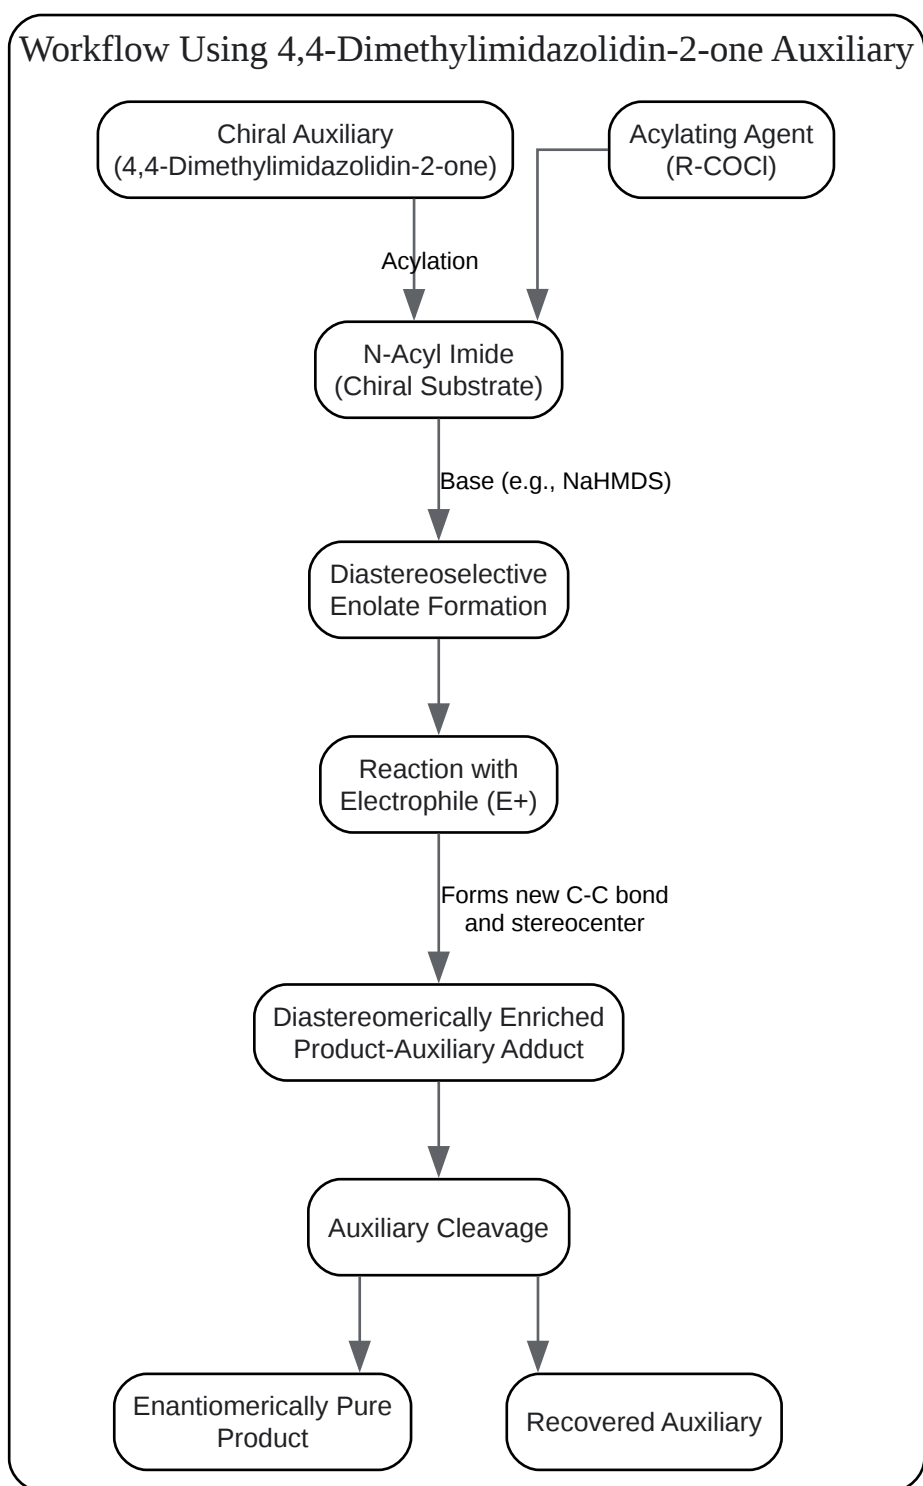 Workflow Using 4,4-Dimethylimidazolidin-2-one Auxiliary
Chiral Auxiliary
(4,4-Dimethylimidazolidin-2-one)
Acylating Agent
(R-COCl)
Acylation
N-Acyl Imide
(Chiral Substrate)
Base (e.g., NaHMDS)
Diastereoselective
Enolate Formation
Reaction with
Electrophile (E+)
Forms new C-C bond
and stereocenter
Diastereomerically Enriched
Product-Auxiliary Adduct
Auxiliary Cleavage
Enantiomerically Pure
Product
Recovered Auxiliary